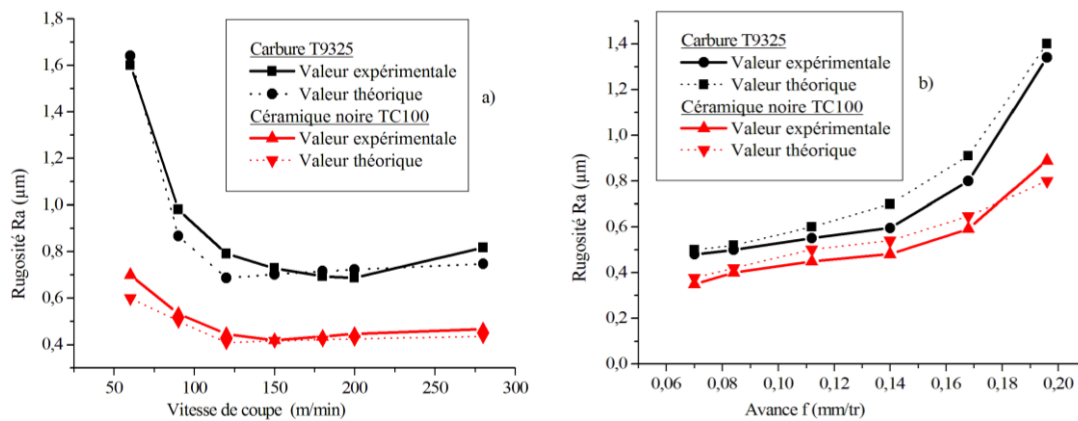 1,8
1,6
1,4
1,2
1,0
0,8
0,6
0,4
Rugosité Ra (µm)
50 100 150 200 250 300
Vitesse de coupe (m/min)
Carbure T9325
Valeur expérimentale
Valeur théorique
Céramique noire TC100
Valeur expérimentale
Valeur théorique
a)
1,4
1,2
1,0
0,8
0,6
0,4
0,2
0,0
Rugosité Ra (µm)
0,06 0,08 0,10 0,12 0,14 0,16 0,18 0,20
Avance f (mm/tr)
Carbure T9325
Valeur expérimentale
Valeur théorique
Céramique noire TC100
Valeur expérimentale
Valeur théorique
b)